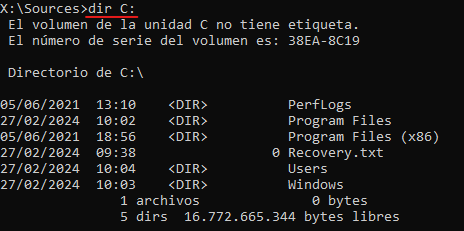 X:\Sources>dir C:
El volumen de la unidad C no tiene etiqueta.
El número de serie del volumen es: 38EA-8C19
Directorio de C:\
05/06/2021  13:10    <DIR>          PerfLogs
27/02/2024  10:02    <DIR>          Program Files
05/06/2021  18:56    <DIR>          Program Files (x86)
27/02/2024  09:38                 0 Recovery.txt
27/02/2024  10:04    <DIR>          Users
27/02/2024  10:03    <DIR>          Windows
1 archivos              0 bytes
5 dirs  16.772.665.344 bytes libres